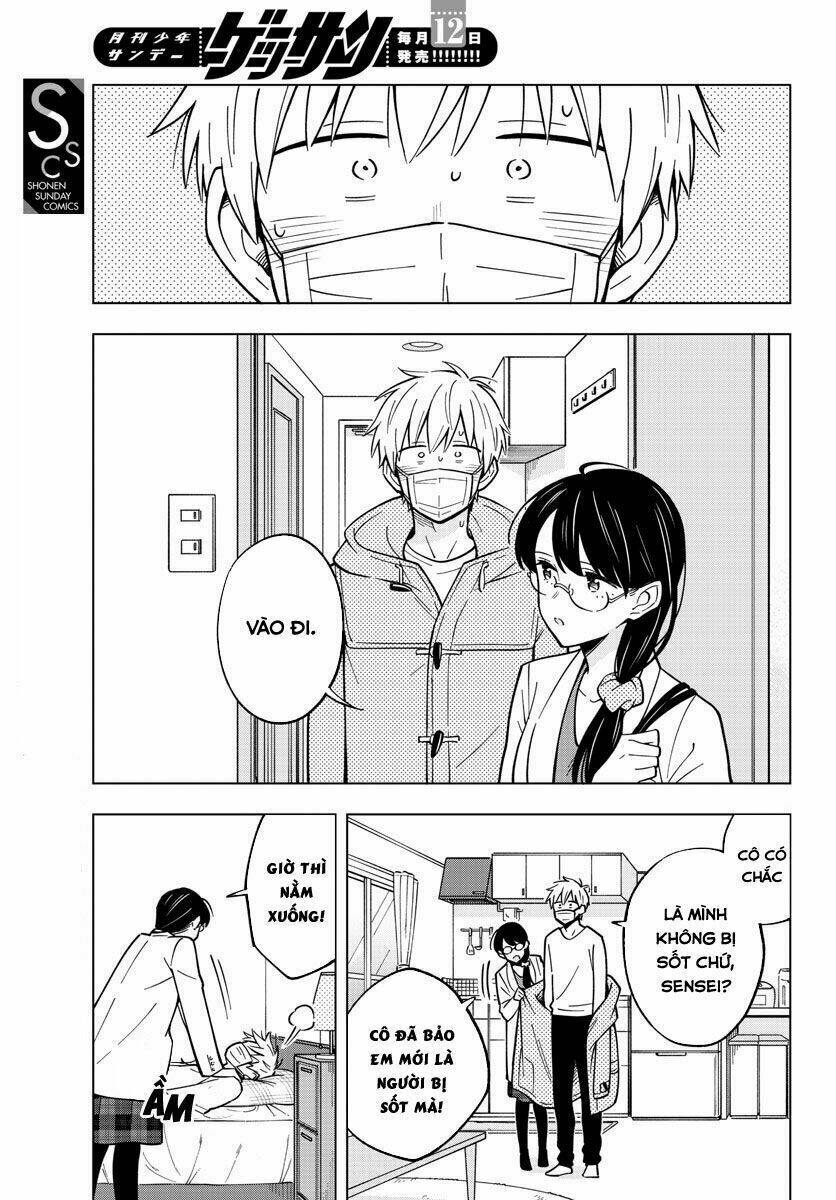 月刊少年
サンデー
ゲッサン
毎月12日
発売!!!!!!!!!
S
C
S
SHONEN
SUNDAY
COMICS
VÀO ĐI.
CÔ CÓ
CHẮC
LÀ MÌNH
KHÔNG BỊ
SỐT CHỨ,
SENSEI?
CÔ ĐÃ BẢO
EM MỚI LÀ
NGƯỜI BỊ
SỐT MÀ!
GIỜ THÌ
NẰM
XUỐNG!
ẦM